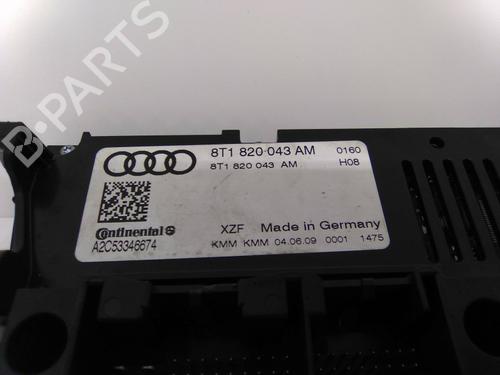 B-PARTS
8T1 820 043 AM 0160
8T1 820 043 AM H08
Continental
A2C53346674
XZF Made in Germany
KMM KMM 04.06.09 0001 1475